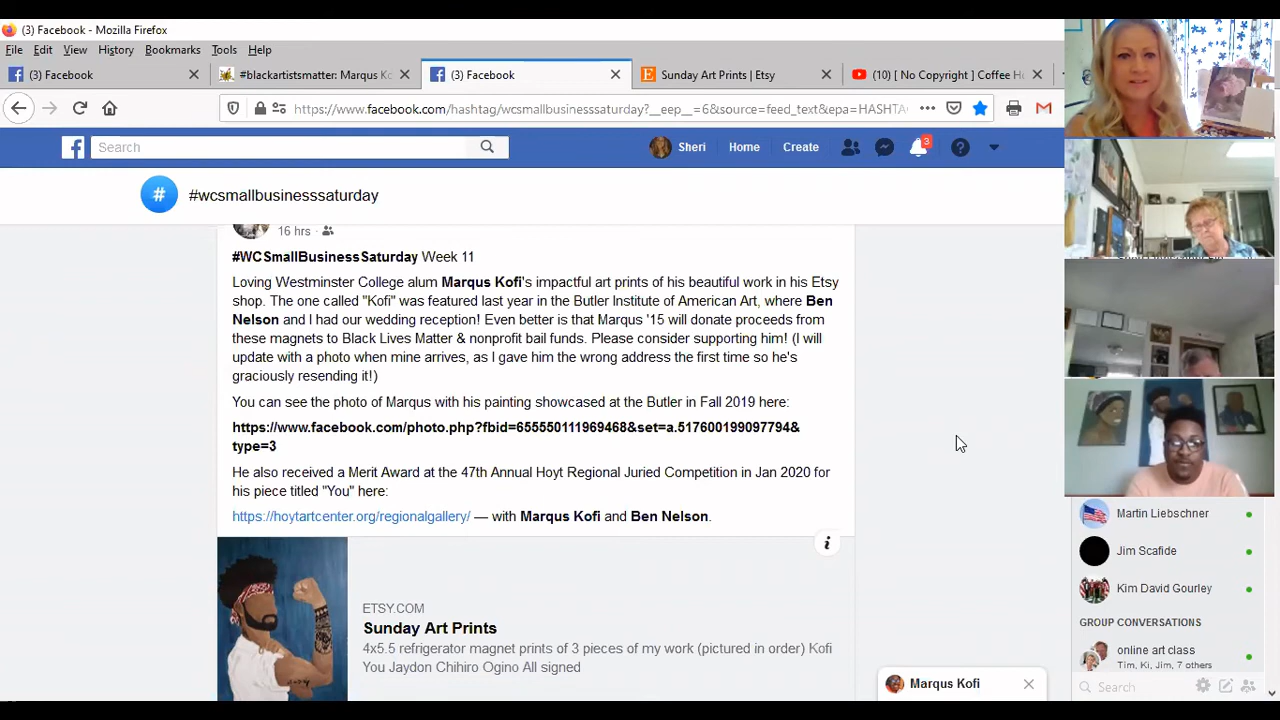 (3) Facebook - Mozilla Firefox
File Edit View History Bookmarks Tools Help
(3) Facebook
#blackartistsmatter: Marqus Ko
(3) Facebook
Sunday Art Prints | Etsy
(10) [ No Copyright ] Coffee Ho
https://www.facebook.com/hashtag/wcsmallbusinesssaturday?__eep__=6&source=feed_text&epa=HASHTA
Search
Sheri Home Create 3
#
#wcsmallbusinesssaturday
16 hrs
#WCSmallBusinessSaturday Week 11
Loving Westminster College alum Marqus Kofi's impactful art prints of his beautiful work in his Etsy
shop. The one called "Kofi" was featured last year in the Butler Institute of American Art, where Ben
Nelson and I had our wedding reception! Even better is that Marqus '15 will donate proceeds from
these magnets to Black Lives Matter & nonprofit bail funds. Please consider supporting him! (I will
update with a photo when mine arrives, as I gave him the wrong address the first time so he's
graciously resending it!)
You can see the photo of Marqus with his painting showcased at the Butler in Fall 2019 here:
https://www.facebook.com/photo.php?fbid=655550111969468&set=a.517600199097794&
type=3
He also received a Merit Award at the 47th Annual Hoyt Regional Juried Competition in Jan 2020 for
his piece titled "You" here:
https://hoytartcenter.org/regionalgallery/ — with Marqus Kofi and Ben Nelson.
ETSY.COM
Sunday Art Prints
4x5.5 refrigerator magnet prints of 3 pieces of my work (pictured in order) Kofi
You Jaydon Chihiro Ogino All signed
Marqus Kofi
Martin Liebschner
Jim Scafide
Kim David Gourley
GROUP CONVERSATIONS
online art class
Tim, Ki, Jim, 7 others
Search